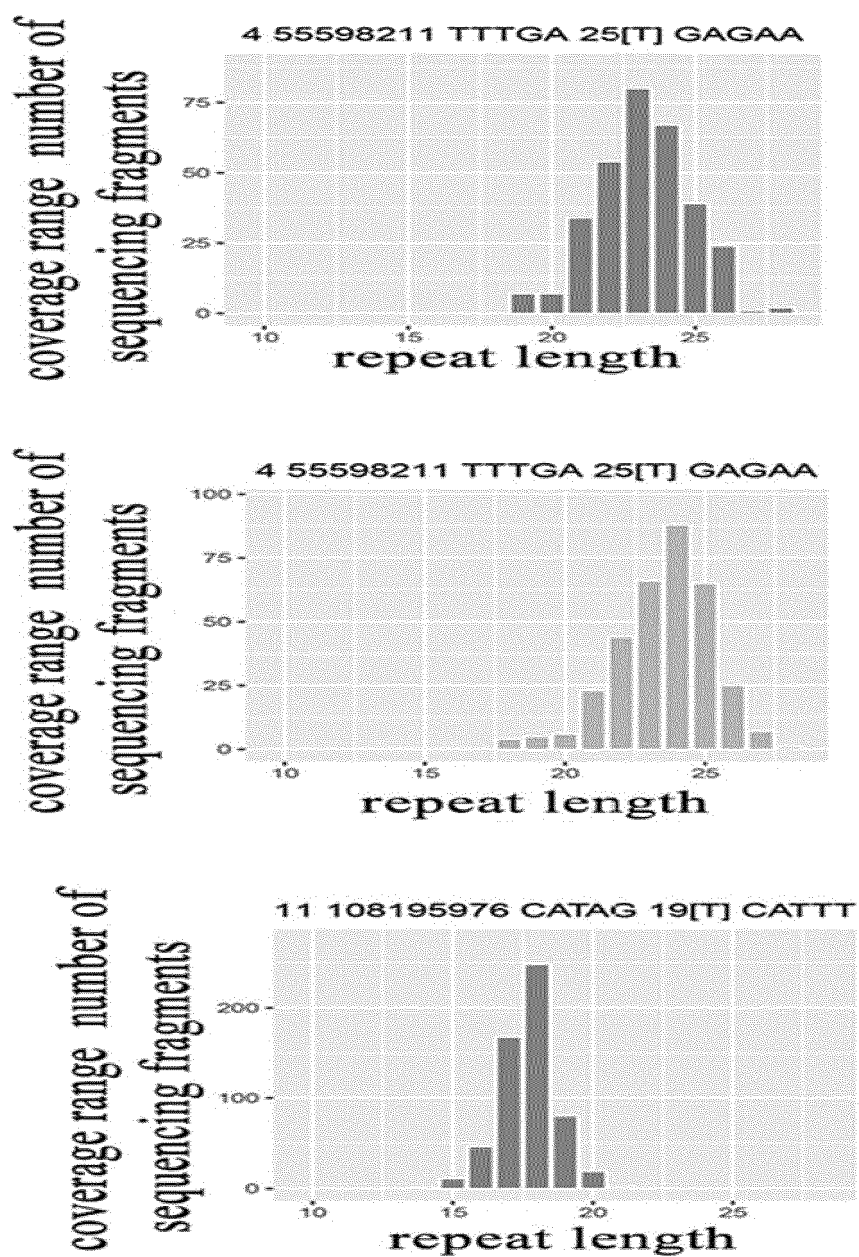 4 55598211 TTTGA 25[T] GAGAA
coverage range number of
sequencing fragments
75
50
25
0
10 15 20 25
repeat length
4 55598211 TTTGA 25[T] GAGAA
coverage range number of
sequencing fragments
100
75
50
25
0
10 15 20 25
repeat length
11 108195976 CATAG 19[T] CATTT
coverage range number of
sequencing fragments
200
100
0
10 15 20 25
repeat length